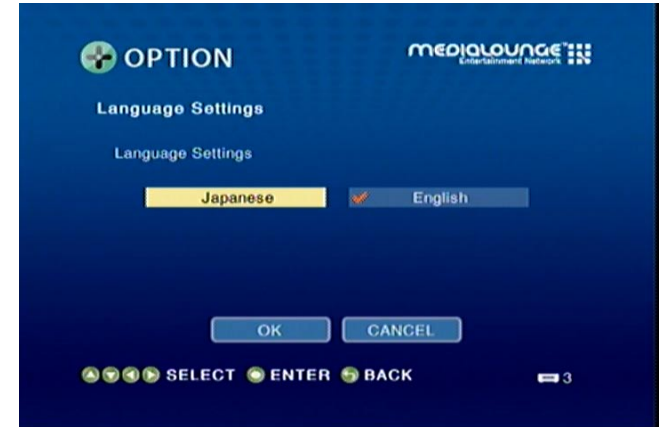 OPTION
MEDIALOUNGE
Entertainment Network
Language Settings
Language Settings
Japanese English
OK CANCEL
SELECT ENTER BACK
3